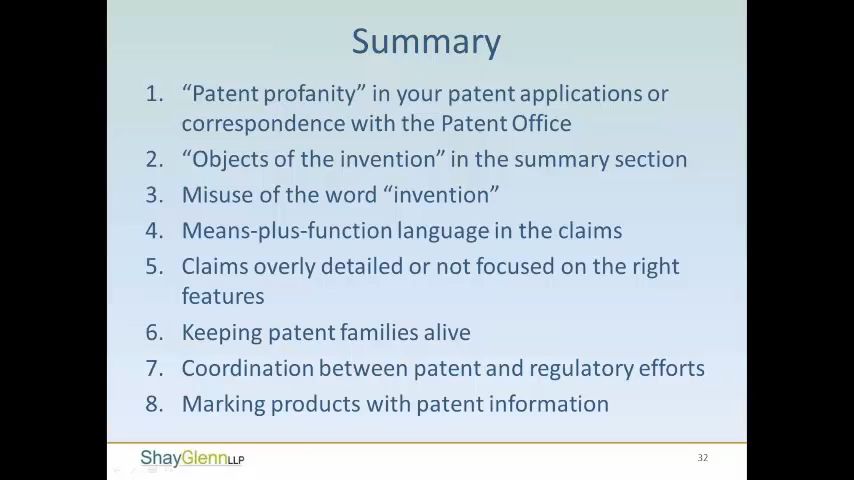 Summary
1. “Patent profanity” in your patent applications or
correspondence with the Patent Office
2. “Objects of the invention” in the summary section
3. Misuse of the word “invention”
4. Means-plus-function language in the claims
5. Claims overly detailed or not focused on the right
features
6. Keeping patent families alive
7. Coordination between patent and regulatory efforts
8. Marking products with patent information
ShayGlennLLP
32